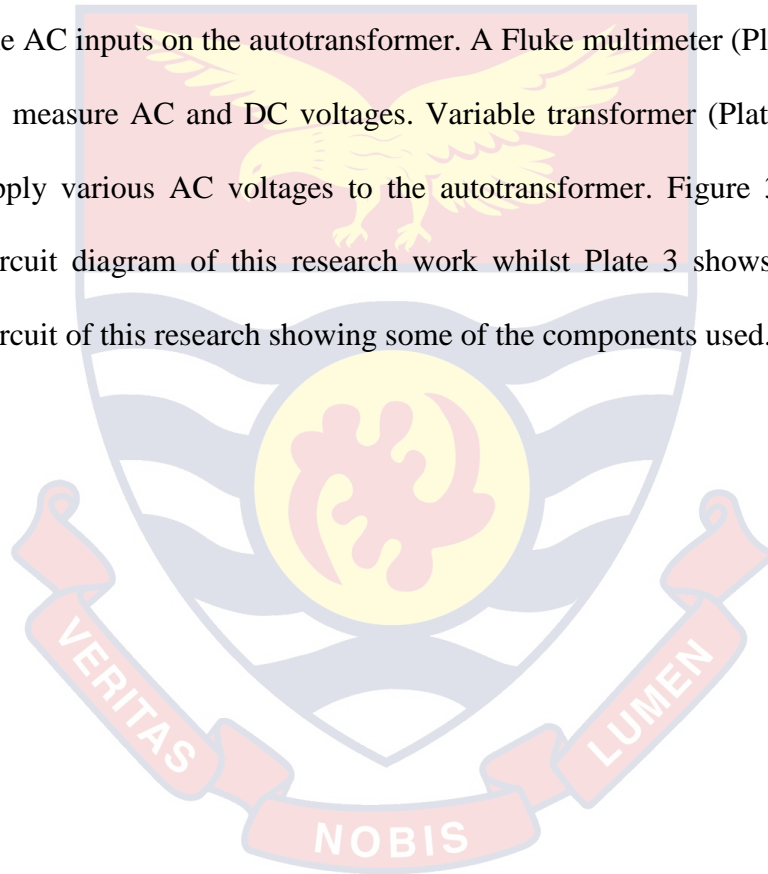 e AC inputs on the autotransformer. A Fluke multimeter (Pl
measure AC and DC voltages. Variable transformer (Plat
pply various AC voltages to the autotransformer. Figure 3
rcuit diagram of this research work whilst Plate 3 shows
rcuit of this research showing some of the components used.
VERITAS
NOBIS
LUMEN